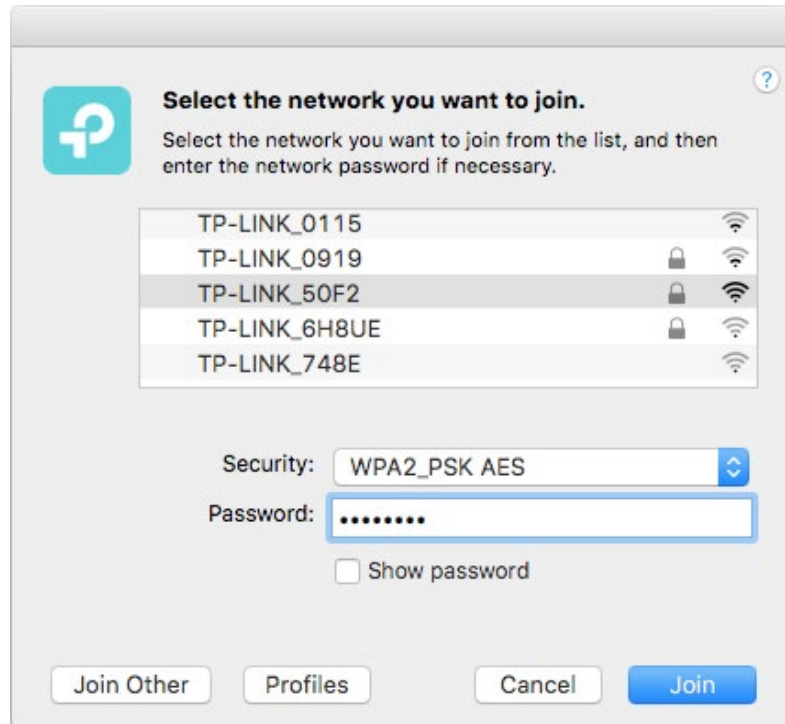 ?
Select the network you want to join.
Select the network you want to join from the list, and then
enter the network password if necessary.
TP-LINK_0115
TP-LINK_0919
TP-LINK_50F2
TP-LINK_6H8UE
TP-LINK_748E
Security: WPA2_PSK AES
Password: ••••••••
Show password
Join Other Profiles Cancel Join